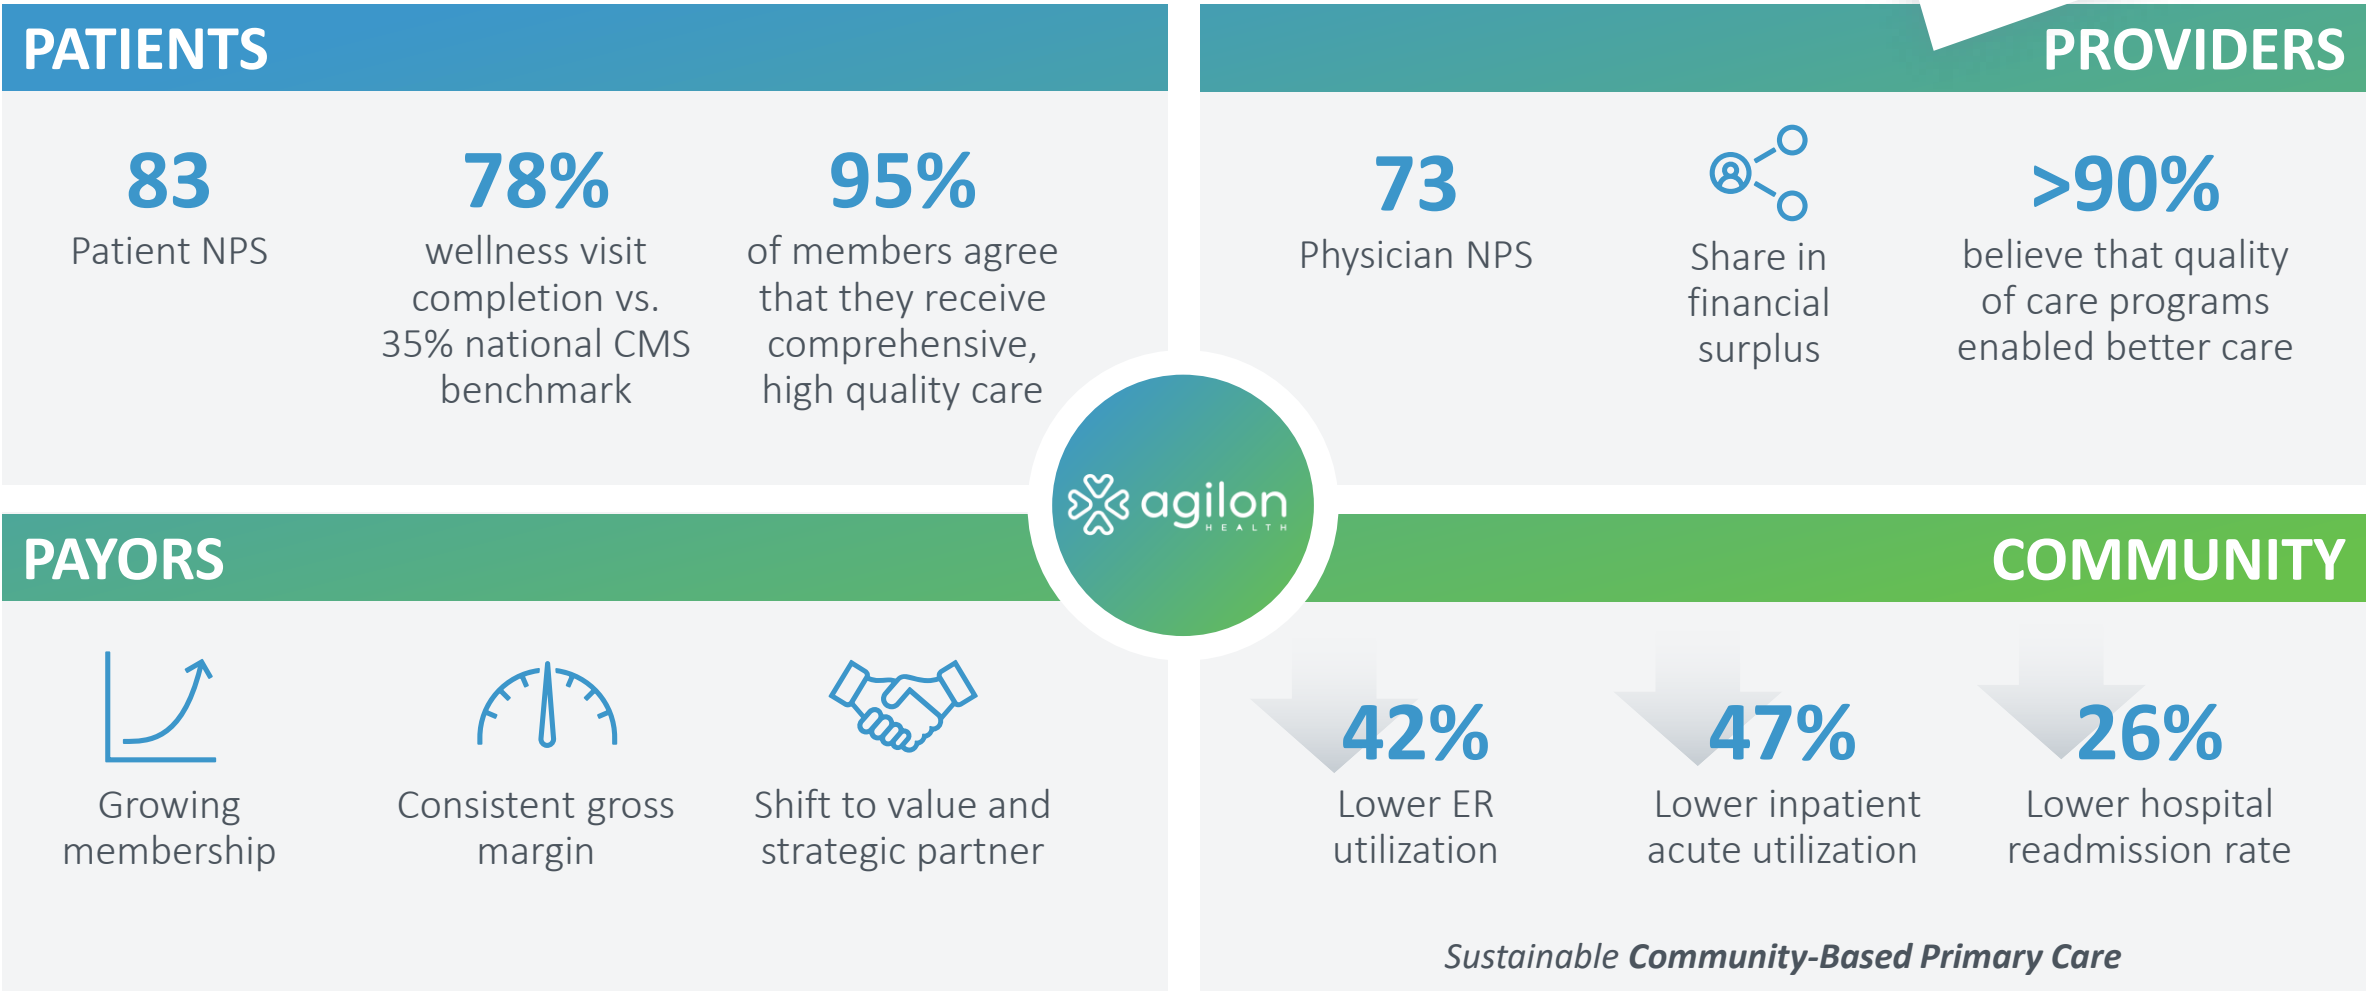 PATIENTS
83
Patient NPS
78%
wellness visit
completion vs.
35% national CMS
benchmark
95%
of members agree
that they receive
comprehensive,
high quality care
PROVIDERS
73
Physician NPS
Share in
financial
surplus
>90%
believe that quality
of care programs
enabled better care
agilon
HEALTH
PAYORS
Growing
membership
Consistent gross
margin
Shift to value and
strategic partner
COMMUNITY
42%
Lower ER
utilization
47%
Lower inpatient
acute utilization
26%
Lower hospital
readmission rate
Sustainable Community-Based Primary Care